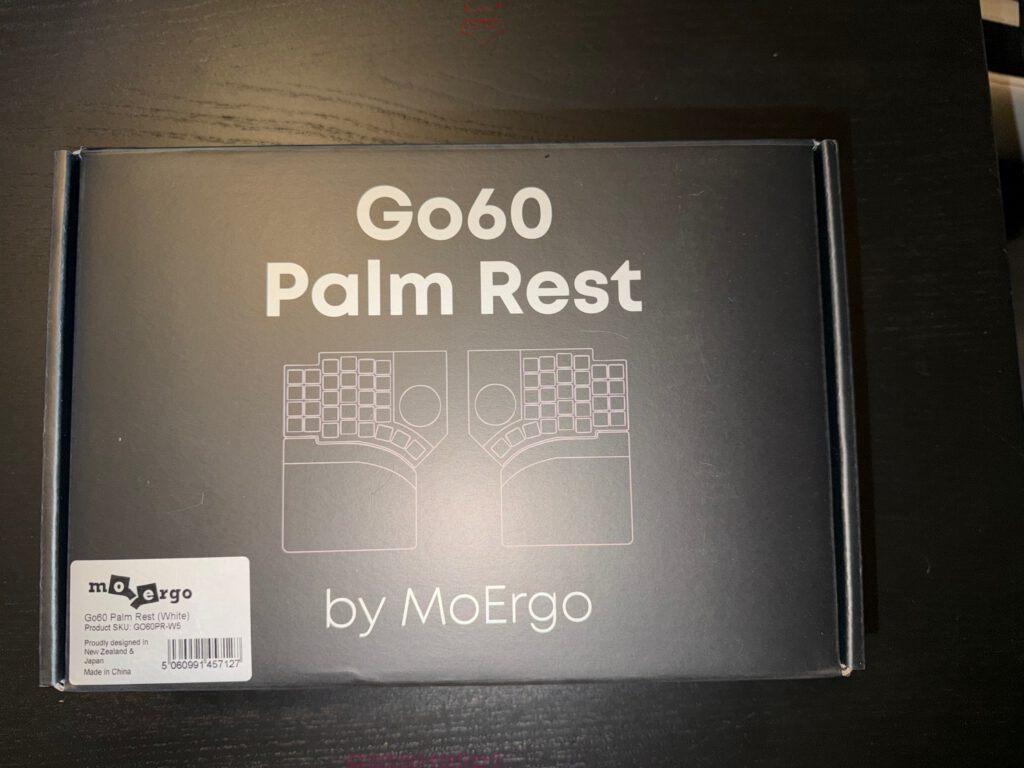 Go60
Palm Rest
by MoErgo
moergo
Go60 Palm Rest (White)
Product SKU: GO60PR-W5
Proudly designed in
New Zealand &
Japan
Made in China
5 060991 457127